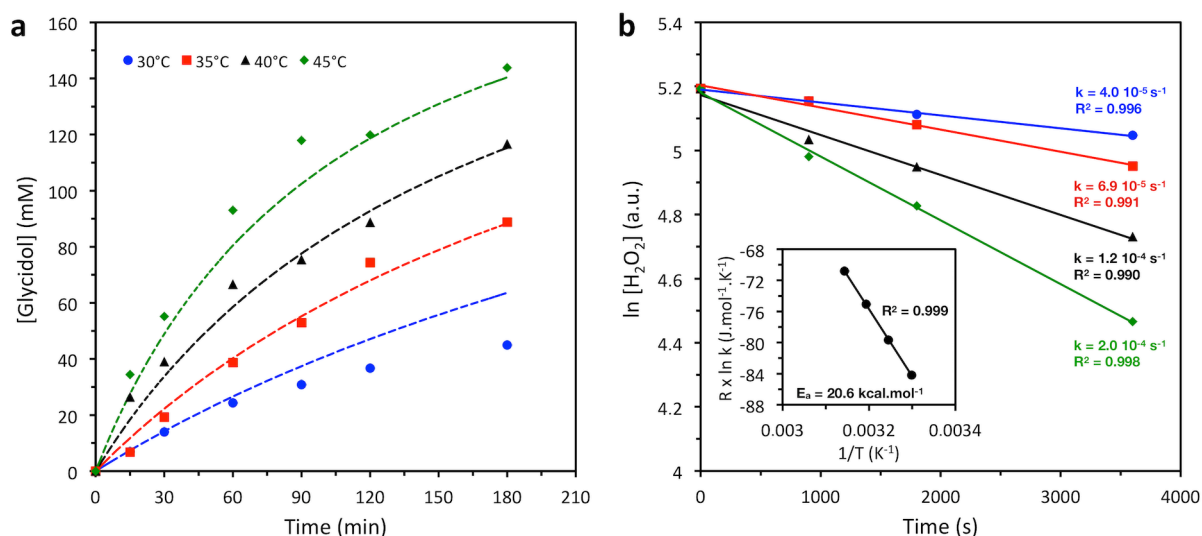 a
160
140
120
100
80
60
40
20
0
[Glycidol] (mM)
30°C 35°C 40°C 45°C
0 30 60 90 120 150 180 210
Time (min)
b
5.4
5.2
5
4.8
4.6
4.4
4.2
4
ln [H₂O₂] (a.u.)
k = 4.0 10⁻⁵ s⁻¹
R² = 0.996
k = 6.9 10⁻⁵ s⁻¹
R² = 0.991
k = 1.2 10⁻⁴ s⁻¹
R² = 0.990
k = 2.0 10⁻⁴ s⁻¹
R² = 0.998
-68
-72
-76
-80
-84
-88
R x ln k (J.mol⁻¹.K⁻¹)
R² = 0.999
Eₐ = 20.6 kcal.mol⁻¹
0.003 0.0032 0.0034
1/T (K⁻¹)
0 1000 2000 3000 4000
Time (s)